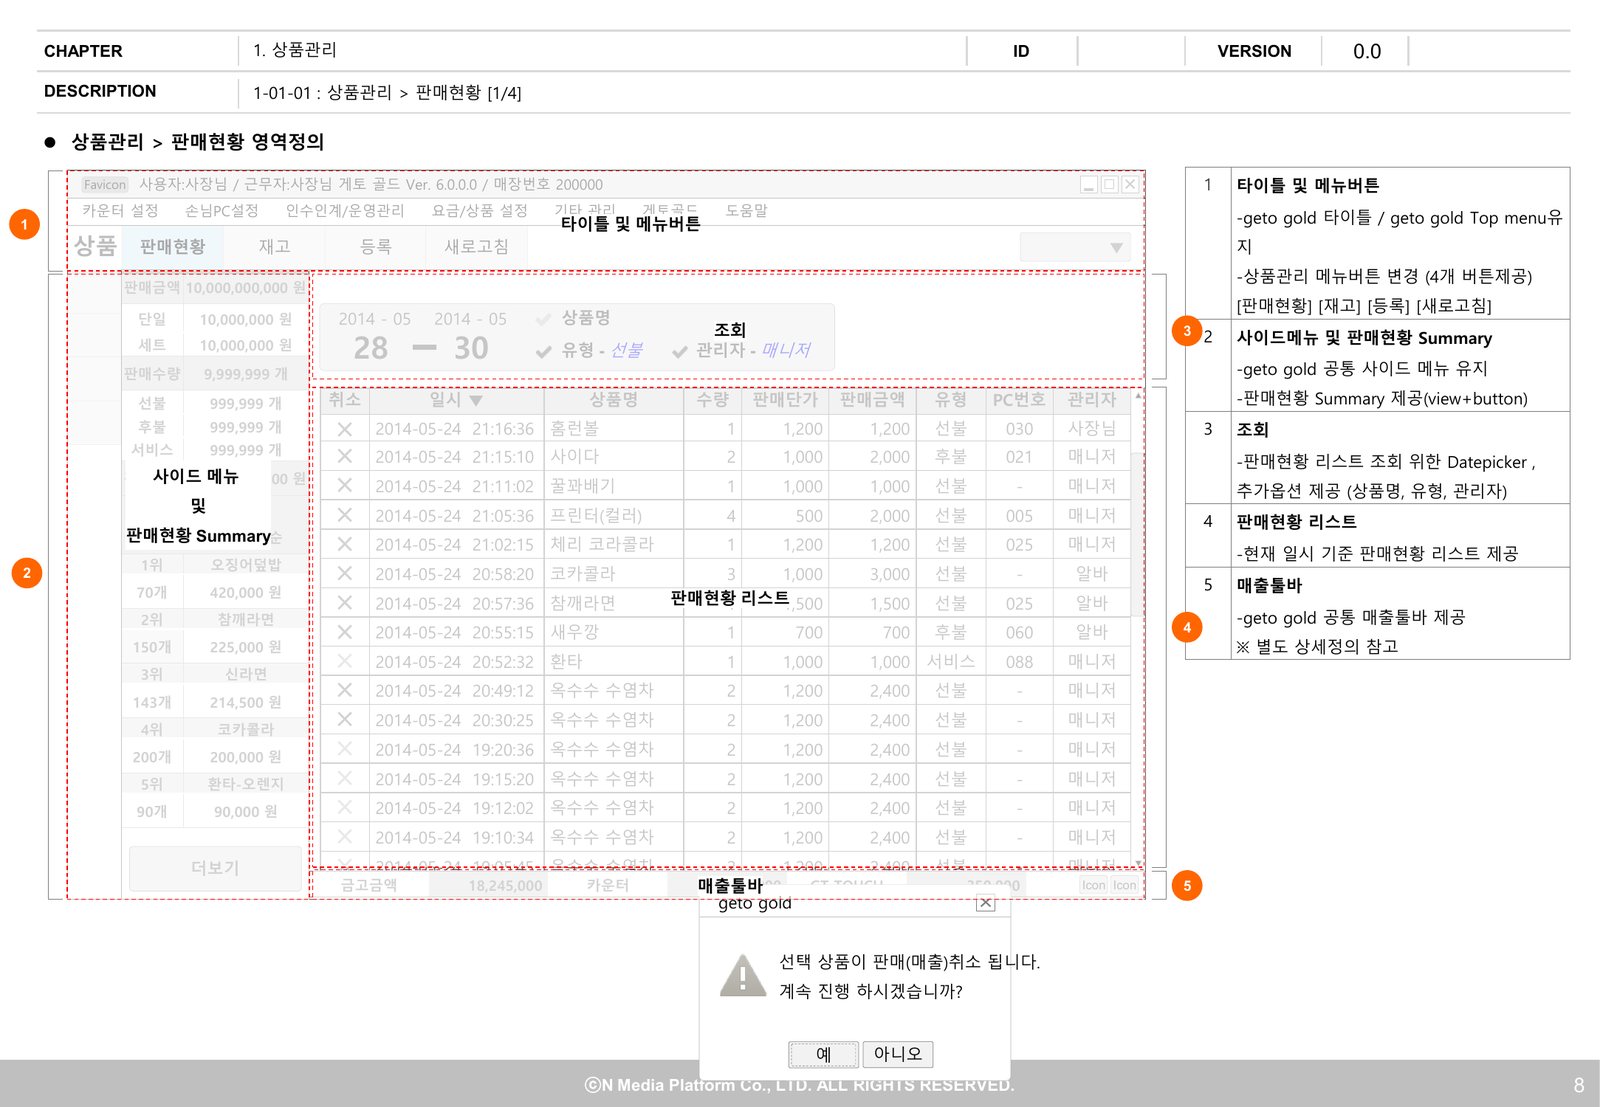 CHAPTER 1. 상품관리 ID VERSION 0.0
DESCRIPTION 1-01-01 : 상품관리 > 판매현황 [1/4]
● 상품관리 > 판매현황 영역정의
Favicon 사용자:사장님 / 근무자:사장님 게토 골드 Ver. 6.0.0.0 / 매장번호 200000
카운터 설정 손님PC설정 인수인계/운영관리 요금/상품 설정 기타 관리 게토골드 도움말
타이틀 및 메뉴버튼
상품 판매현황 재고 등록 새로고침
1
판매금액 10,000,000,000 원
단일 10,000,000 원
세트 10,000,000 원
판매수량 9,999,999 개
선불 999,999 개
후불 999,999 개
서비스 999,999 개
00 원
사이드 메뉴
및
판매현황 Summary
순
1위 오징어덮밥
70개 420,000 원
2위 참깨라면
150개 225,000 원
3위 신라면
143개 214,500 원
4위 코카콜라
200개 200,000 원
5위 환타-오렌지
90개 90,000 원
더보기
2
2014 - 05 2014 - 05 상품명
조회
28 30 유형 - 선불 관리자 - 매니저
3
취소 일시 ▼ 상품명 수량 판매단가 판매금액 유형 PC번호 관리자
2014-05-24 21:16:36 홈런볼 1 1,200 1,200 선불 030 사장님
2014-05-24 21:15:10 사이다 2 1,000 2,000 후불 021 매니저
2014-05-24 21:11:02 꿀꽈배기 1 1,000 1,000 선불 - 매니저
2014-05-24 21:05:36 프린터(컬러) 4 500 2,000 선불 005 매니저
2014-05-24 21:02:15 체리 코라콜라 1 1,200 1,200 선불 025 매니저
2014-05-24 20:58:20 코카콜라 3 1,000 3,000 선불 - 알바
판매현황 리스트
2014-05-24 20:57:36 참깨라면 ,500 1,500 선불 025 알바
2014-05-24 20:55:15 새우깡 1 700 700 후불 060 알바
2014-05-24 20:52:32 환타 1 1,000 1,000 서비스 088 매니저
2014-05-24 20:49:12 옥수수 수염차 2 1,200 2,400 선불 - 매니저
2014-05-24 20:30:25 옥수수 수염차 2 1,200 2,400 선불 - 매니저
2014-05-24 19:20:36 옥수수 수염차 2 1,200 2,400 선불 - 매니저
2014-05-24 19:15:20 옥수수 수염차 2 1,200 2,400 선불 - 매니저
2014-05-24 19:12:02 옥수수 수염차 2 1,200 2,400 선불 - 매니저
2014-05-24 19:10:34 옥수수 수염차 2 1,200 2,400 선불 - 매니저
2014-05-24 19:05:45 옥수수 수염차 2 1,200 2,400 선불 - 매니저
4
금고금액 18,245,000 카운터 매출툴바 GT TOUCH 250,000 Icon Icon
5
geto gold
선택 상품이 판매(매출)취소 됩니다.
계속 진행 하시겠습니까?
예 아니오
1 타이틀 및 메뉴버튼
-geto gold 타이틀 / geto gold Top menu유
지
-상품관리 메뉴버튼 변경 (4개 버튼제공)
[판매현황] [재고] [등록] [새로고침]
2 사이드메뉴 및 판매현황 Summary
-geto gold 공통 사이드 메뉴 유지
-판매현황 Summary 제공(view+button)
3 조회
-판매현황 리스트 조회 위한 Datepicker ,
추가옵션 제공 (상품명, 유형, 관리자)
4 판매현황 리스트
-현재 일시 기준 판매현황 리스트 제공
5 매출툴바
-geto gold 공통 매출툴바 제공
※ 별도 상세정의 참고
ⓒN Media Platform Co., LTD. ALL RIGHTS RESERVED.
8